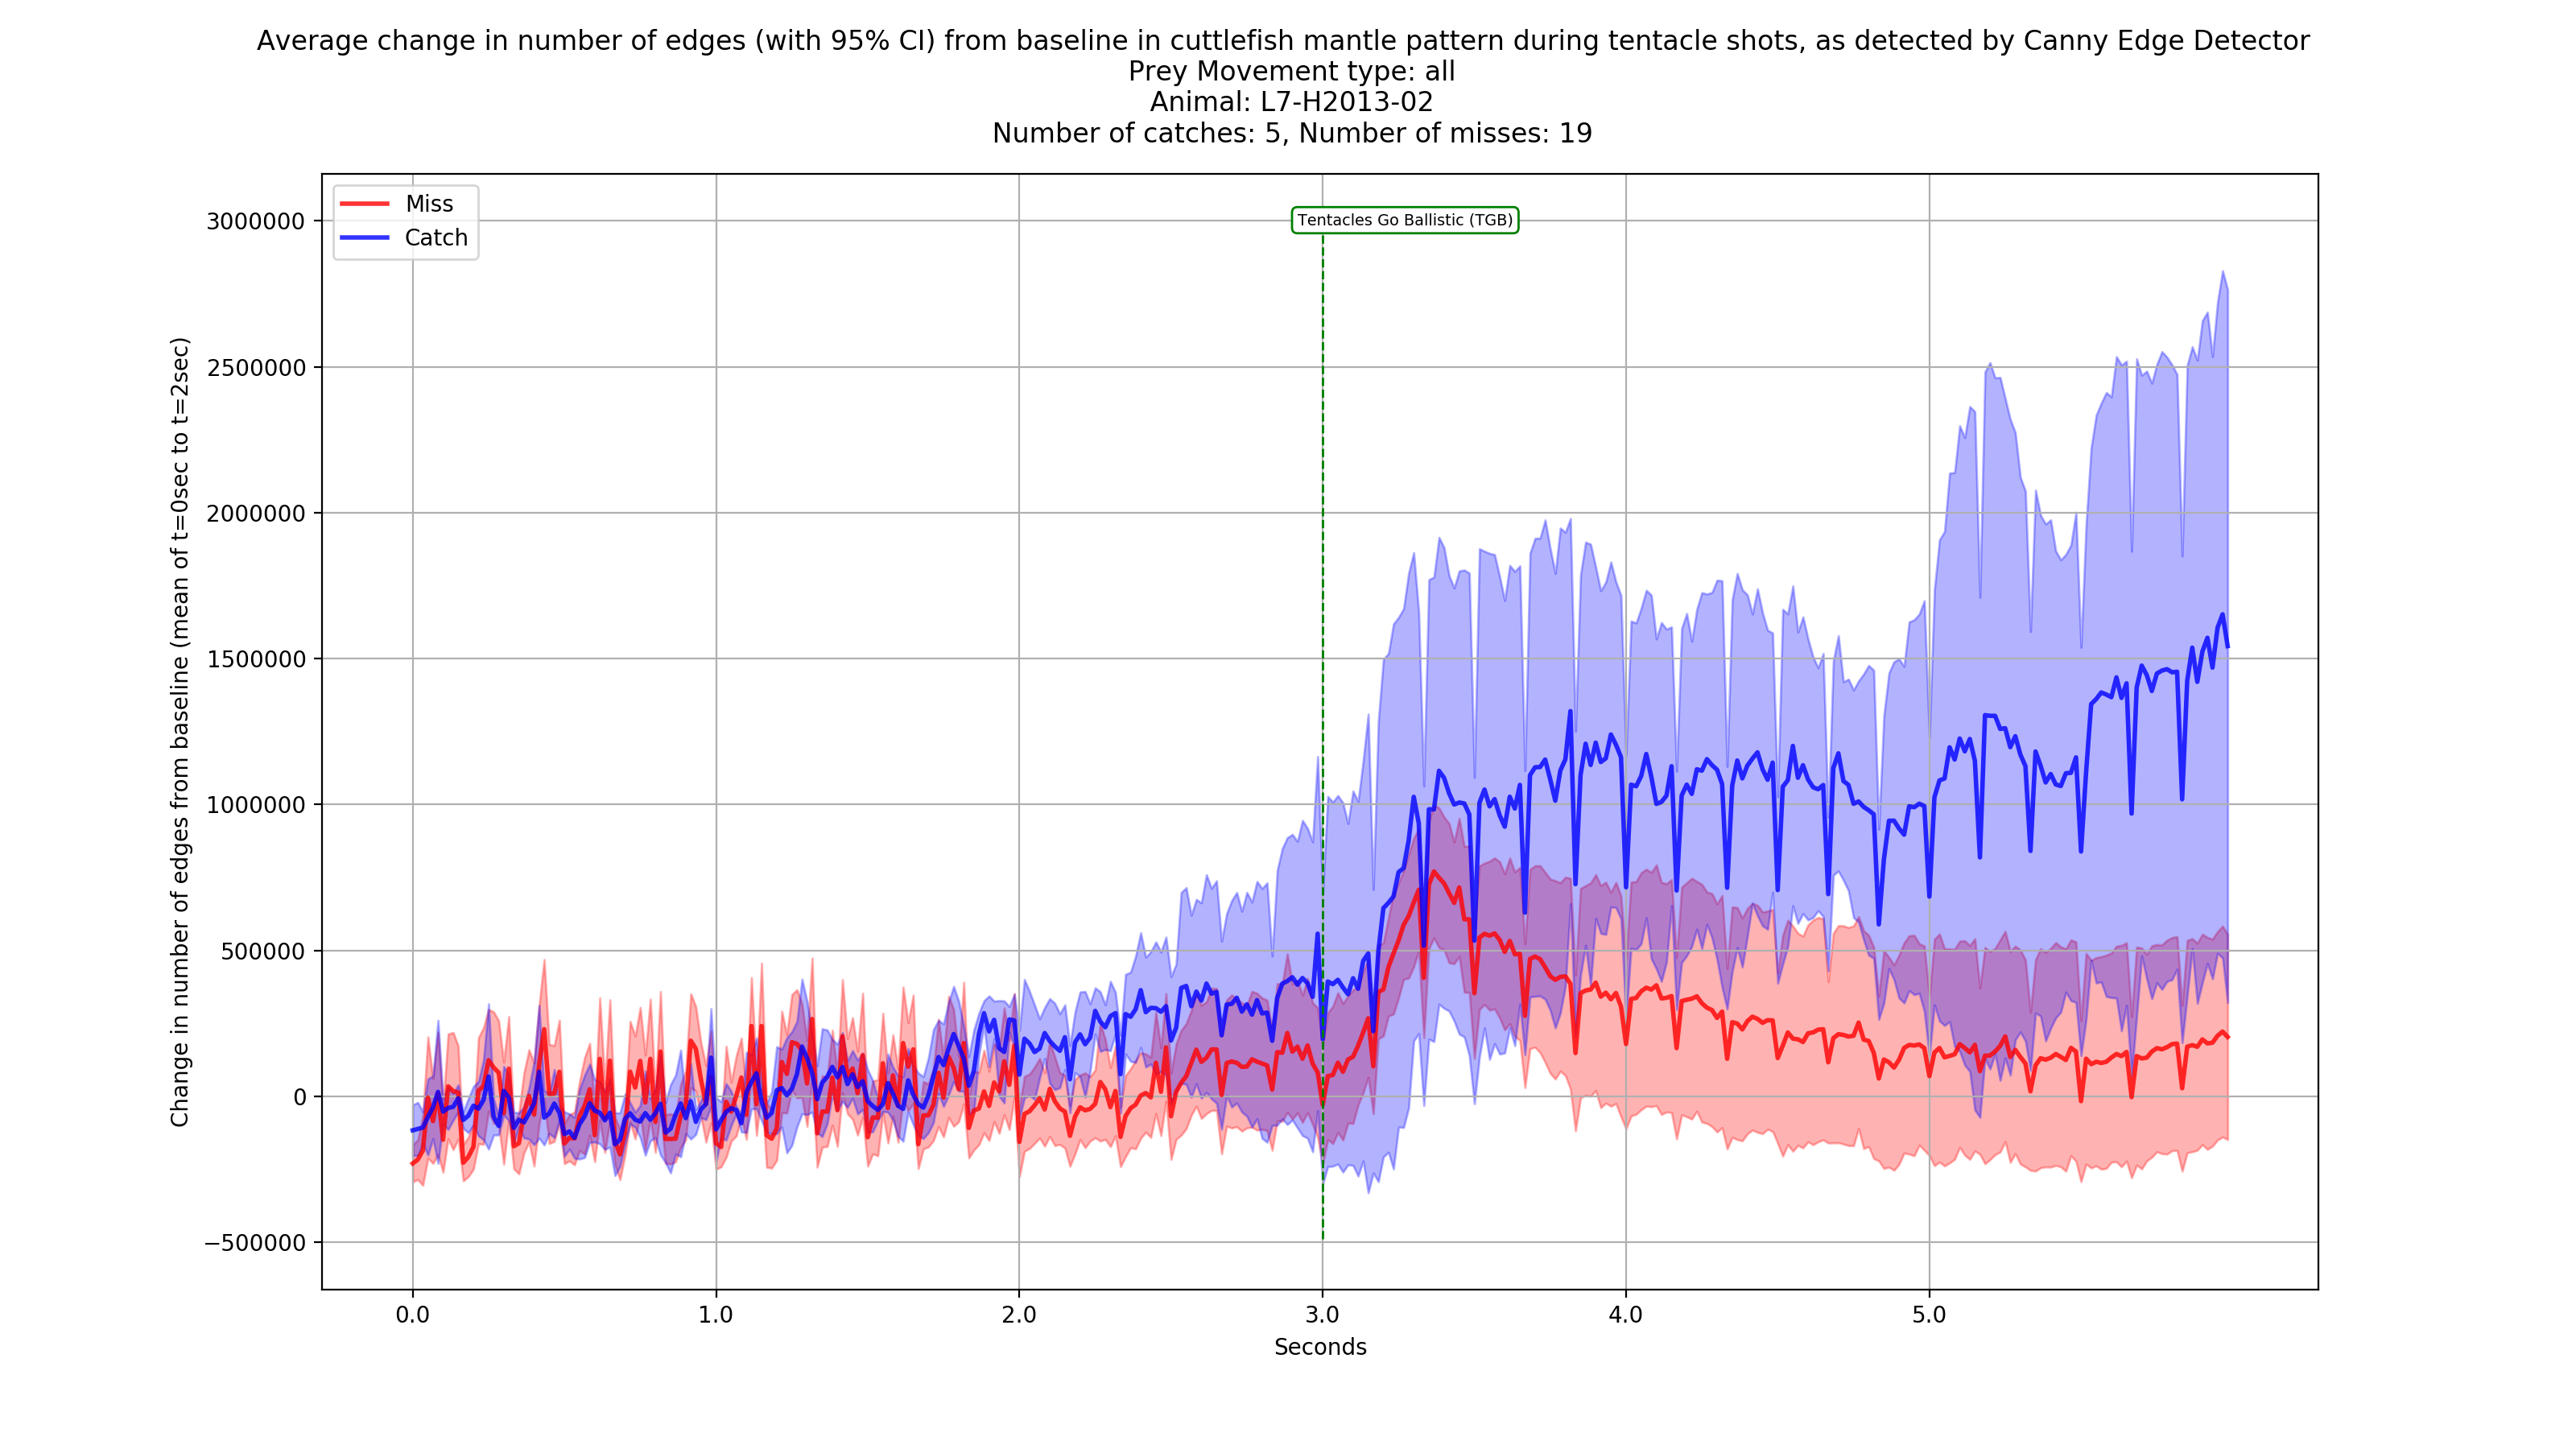 Average change in number of edges (with 95% CI) from baseline in cuttlefish mantle pattern during tentacle shots, as detected by Canny Edge Detector
Prey Movement type: all
Animal: L7-H2013-02
Number of catches: 5, Number of misses: 19
Miss
Catch
Tentacles Go Ballistic (TGB)
Change in number of edges from baseline (mean of t=0sec to t=2sec)
3000000
2500000
2000000
1500000
1000000
500000
0
−500000
0.0
1.0
2.0
3.0
4.0
5.0
Seconds